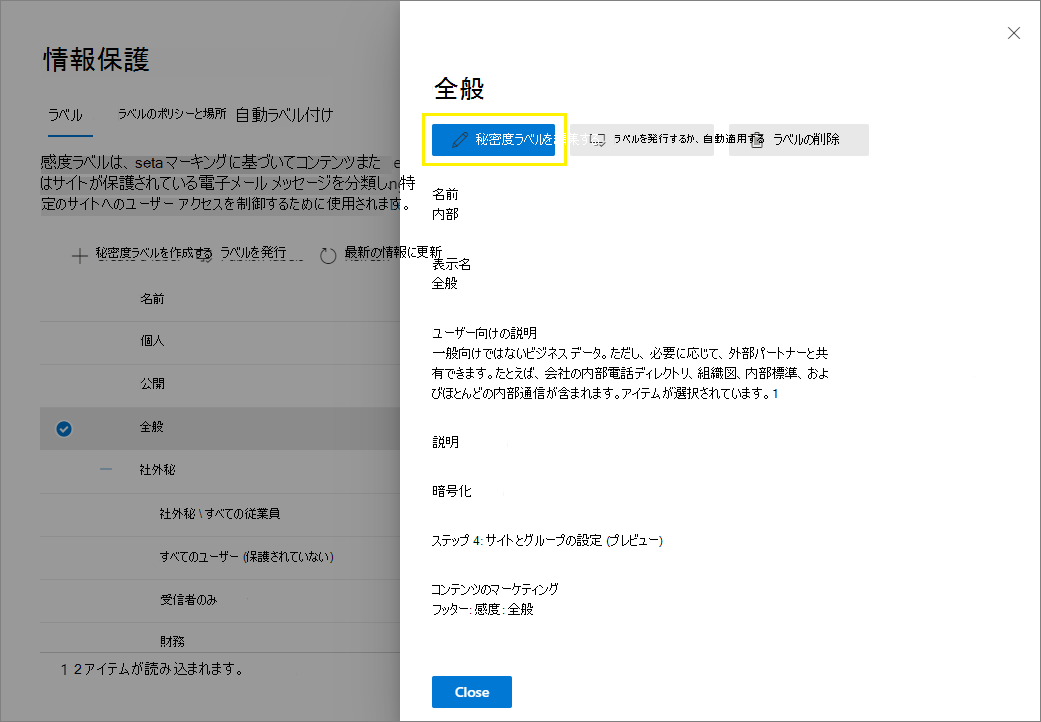 情報保護
ラベル ラベルのポリシーと場所 自動ラベル付け
感度ラベルは、setaマーキングに基づいてコンテンツまた e
はサイトが保護されている電子メール メッセージを分類し,n特
定のサイトへのユーザー アクセスを制御するために使用されます。
秘密度ラベルを作成する ラベルを発行 最新の情報に更新
名前
個人
公開
全般
社外秘
社外秘 \ すべての従業員
すべてのユーザー (保護されていない)
受信者のみ
財務
1 2アイテムが読み込まれます。
全般
秘密度ラベルを編集する ラベルを発行するか、自動適用する ラベルの削除
名前
内部
表示名
全般
ユーザー向けの説明
一般向けではないビジネス データ。ただし、必要に応じて、外部パートナーと共
有できます。たとえば、会社の内部電話ディレクトリ、組織図、内部標準、およ
びほとんどの内部通信が含まれます。アイテムが選択されています。1
説明
暗号化
ステップ 4: サイトとグループの設定 (プレビュー)
コンテンツのマーケティング
フッター: 感度: 全般
Close